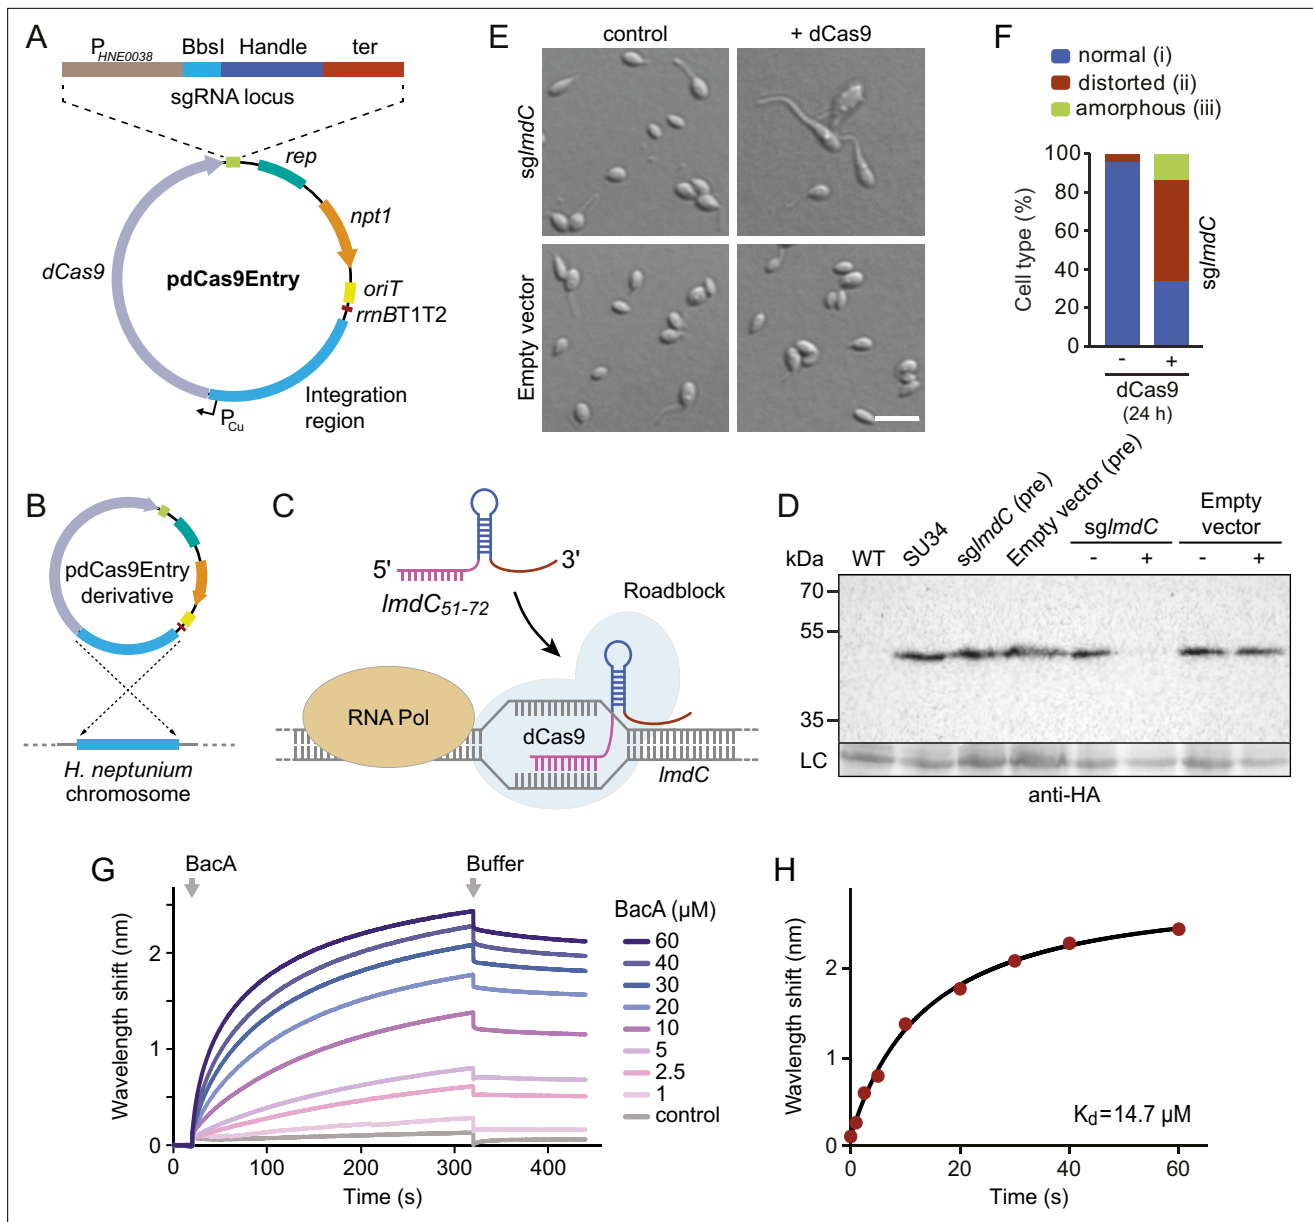 A
P_HNE0038 BbsI Handle ter
sgRNA locus
rep
npt1
dCas9
pdCas9Entry
oriT
rrnBT1T2
Integration
region
P_Cu
B
pdCas9Entry
derivative
H. neptunium
chromosome
C
5'
3'
lmdC51-72
Roadblock
RNA Pol
dCas9
lmdC
E
control + dCas9
sglmdC
Empty vector
F
normal (i)
distorted (ii)
amorphous (iii)
Cell type (%)
100
80
60
40
20
0
- +
dCas9
(24 h)
sglmdC
D
kDa WT SU34 sglmdC (pre) Empty vector (pre) sglmdC Empty
vector
- + - +
70
55
35
LC
anti-HA
G
BacA Buffer
Wavelength shift (nm)
2
1
0
0 100 200 300 400
Time (s)
BacA (µM)
60
40
30
20
10
5
2.5
1
control
H
Wavlength shift (nm)
2
1
0
0 20 40 60
Time (s)
Kd=14.7 µM